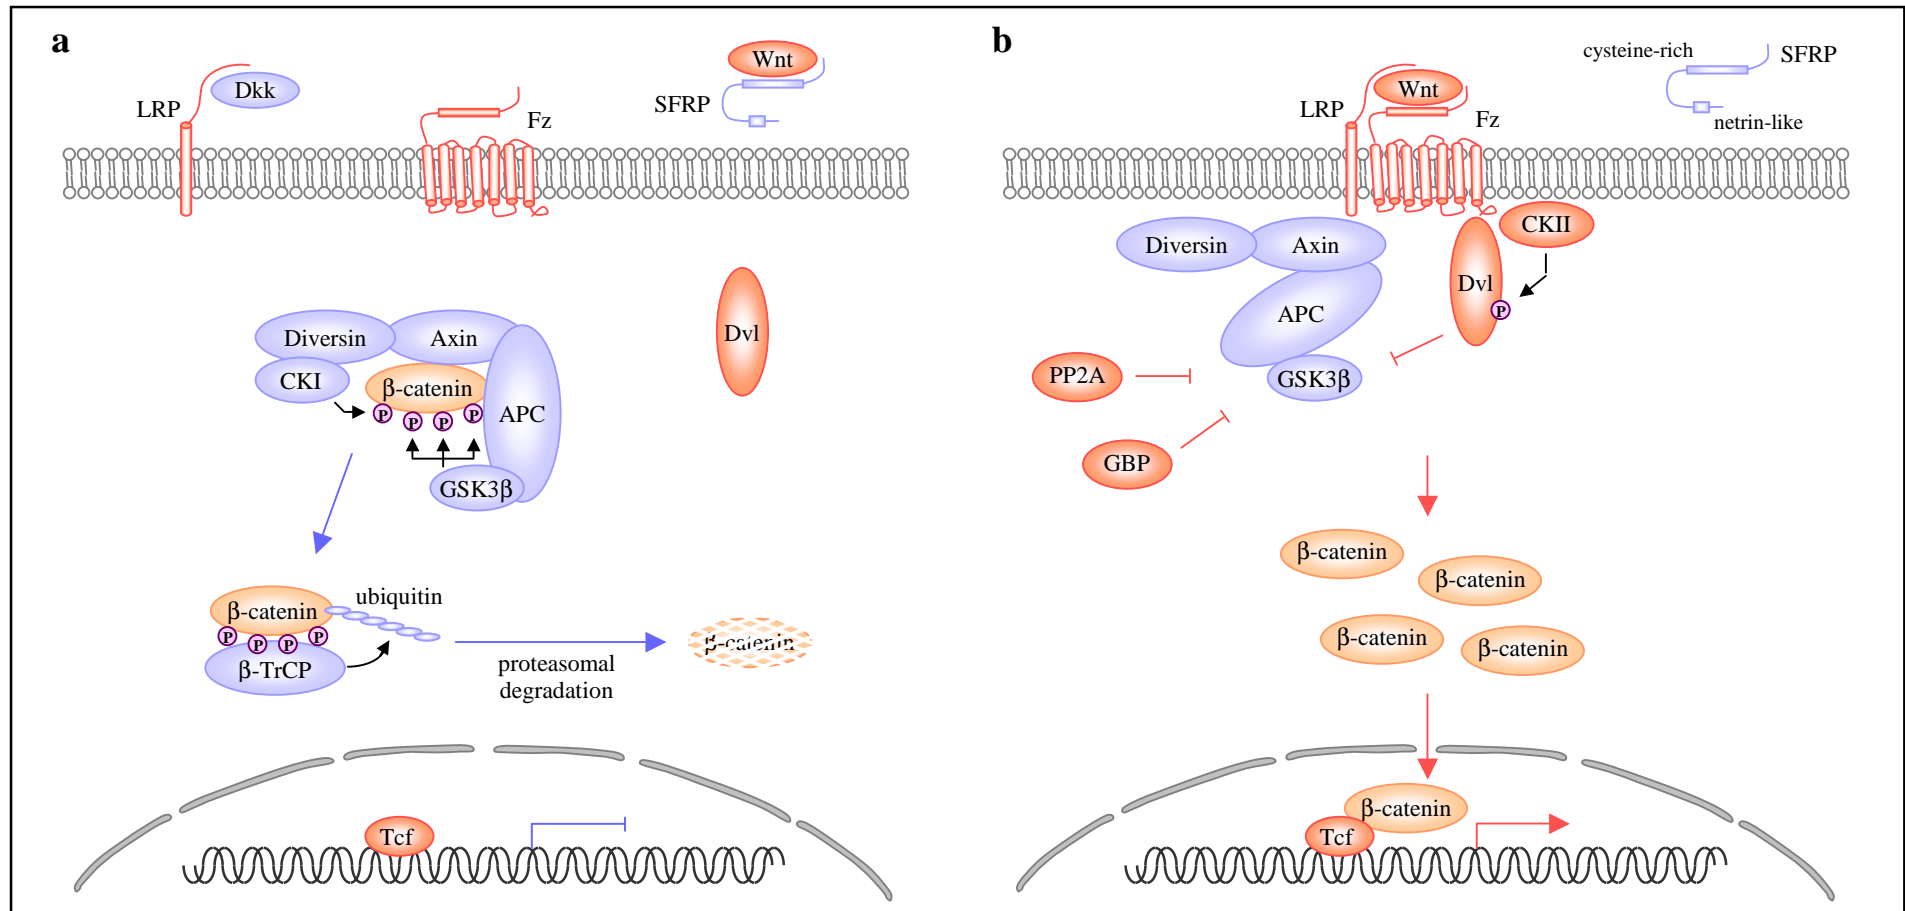 a
Wnt
Dkk
LRP
SFRP
Fz
Diversin
Axin
Dvl
CKI
β-catenin
P
P
P
P
APC
GSK3β
ubiquitin
β-catenin
P
P
P
P
β-TrCP
β-catenin
proteasomal
degradation
Tcf
b
cysteine-rich
SFRP
Wnt
LRP
Fz
netrin-like
CKII
Diversin
Axin
Dvl
P
APC
PP2A
GSK3β
GBP
β-catenin
β-catenin
β-catenin
β-catenin
β-catenin
Tcf